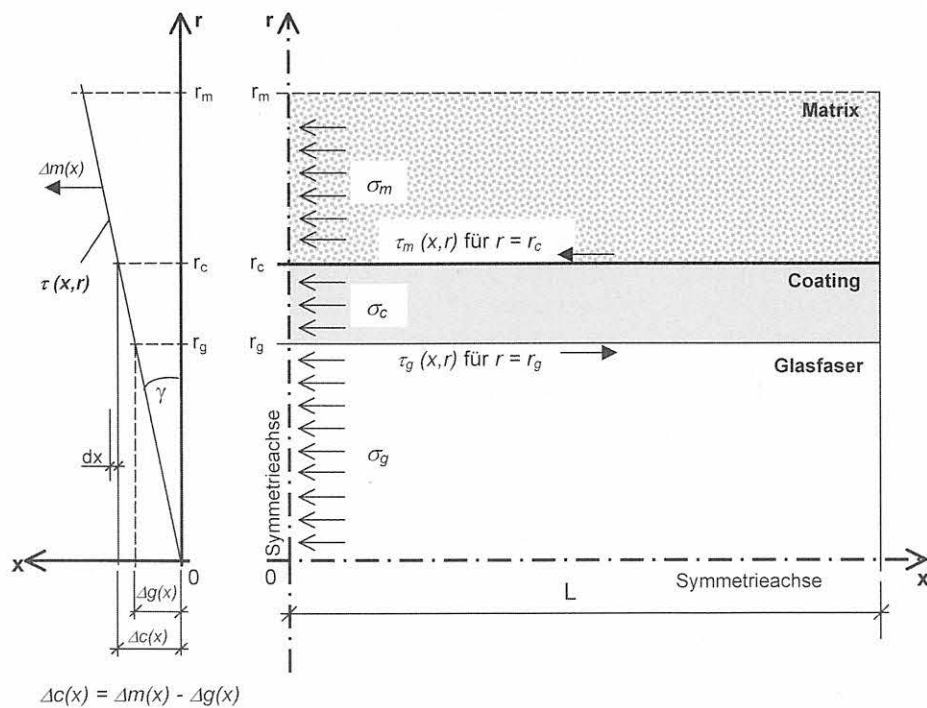 r
r
r_m
r_m
Matrix
Δm(x)
σ_m
τ_m (x,r) für r = r_c
r_c
r_c
τ (x,r)
Coating
σ_c
r_g
r_g
τ_g (x,r) für r = r_g
Glasfaser
γ
dx
σ_g
Symmetrieachse
x
0
0
Symmetrieachse
x
Δg(x)
L
Δc(x)
Δc(x) = Δm(x) - Δg(x)